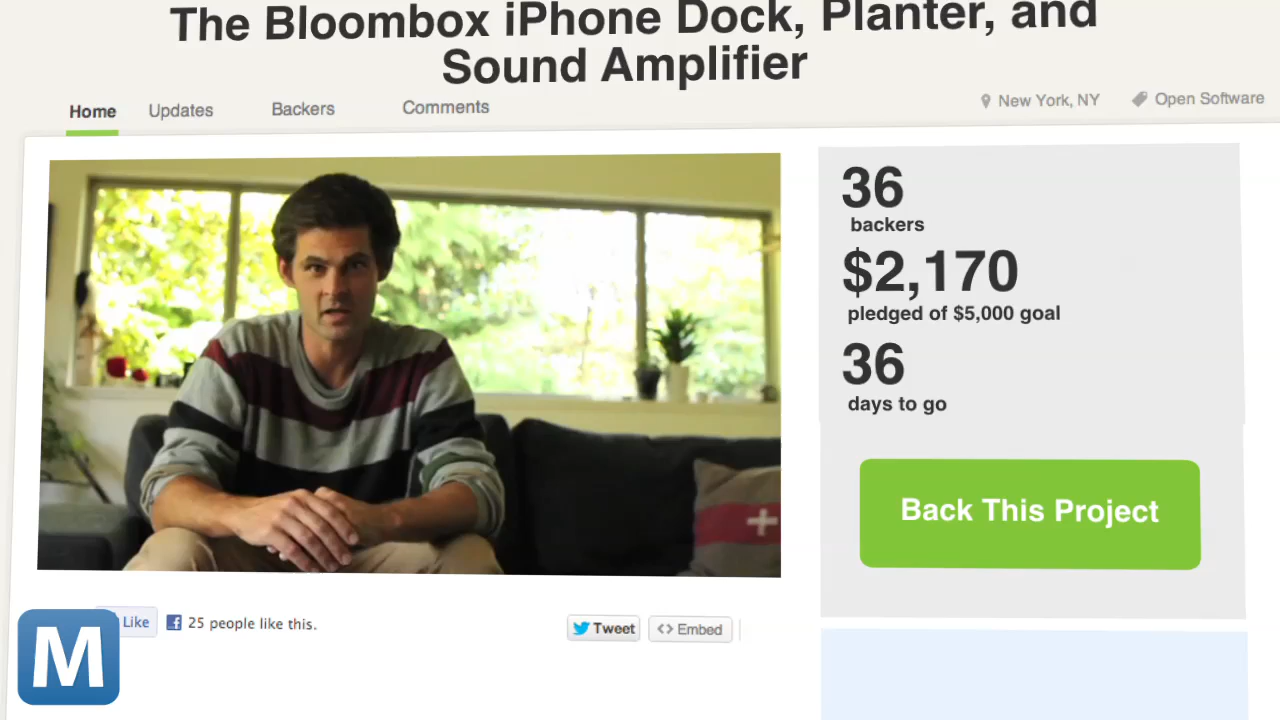 The Bloombox iPhone Dock, Planter, and
Sound Amplifier
Home Updates Backers Comments
New York, NY Open Software
36
backers
$2,170
pledged of $5,000 goal
36
days to go
Back This Project
Like 25 people like this.
Tweet <> Embed
M